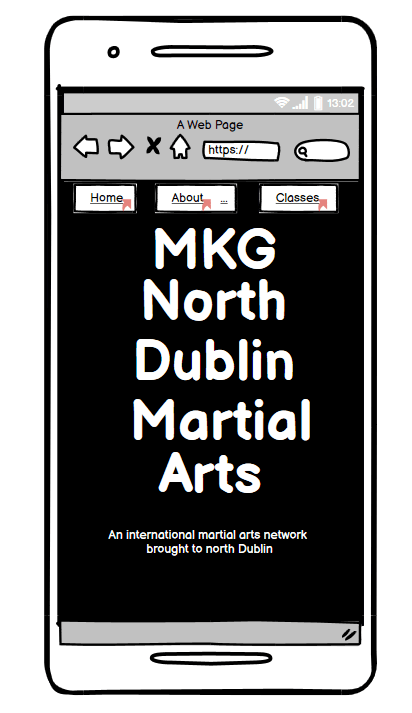 13:02
A Web Page
https://
Home About ... Classes
MKG
North
Dublin
Martial
Arts
An international martial arts network
brought to north Dublin